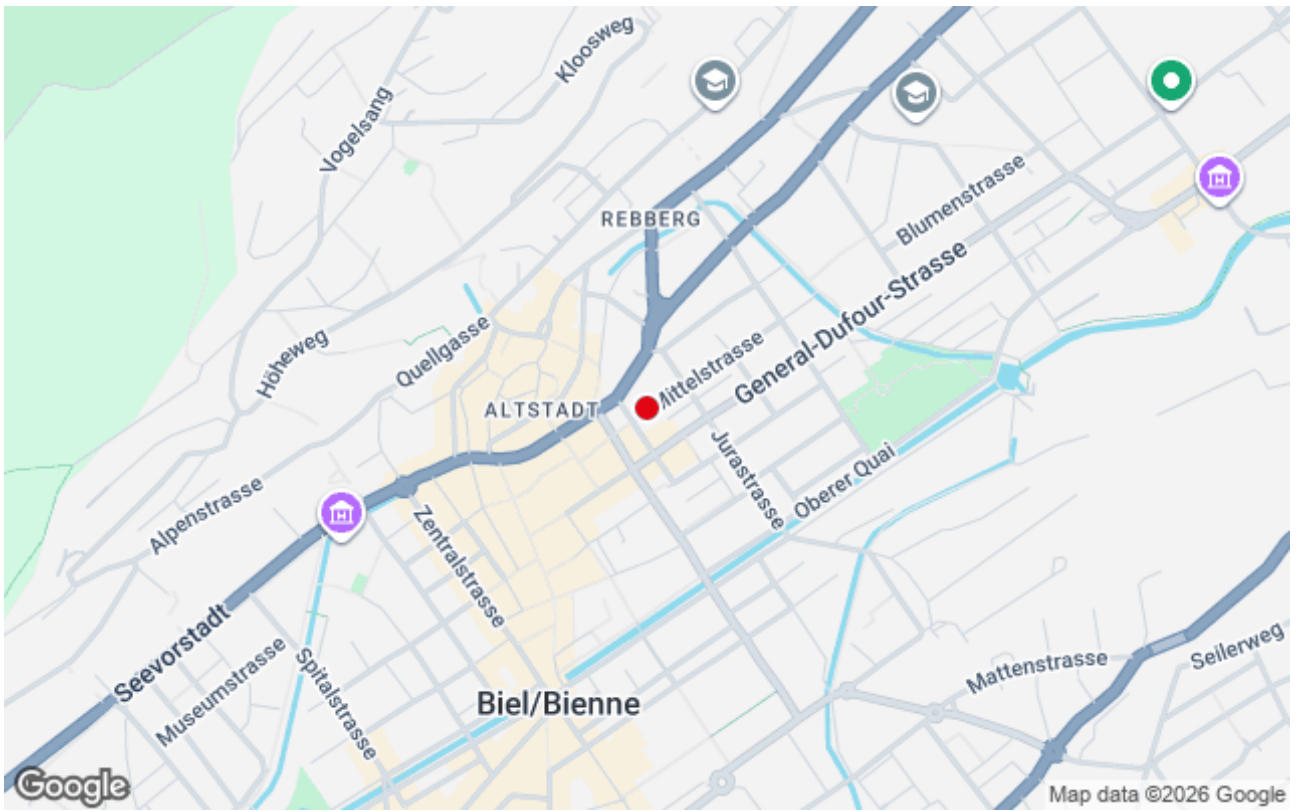 Kloosweg
Vogelsang
REBBERG
Blumenstrasse
Höheweg
Quellgasse
Mittelstrasse
General-Dufour-Strasse
ALTSTADT
Jurastrasse
Oberer Quai
Alpenstrasse
Zentralstrasse
Seevorstadt
Museumstrasse
Spitalstrasse
Biel/Bienne
Mattenstrasse
Seilerweg
Google
Map data ©2026 Google